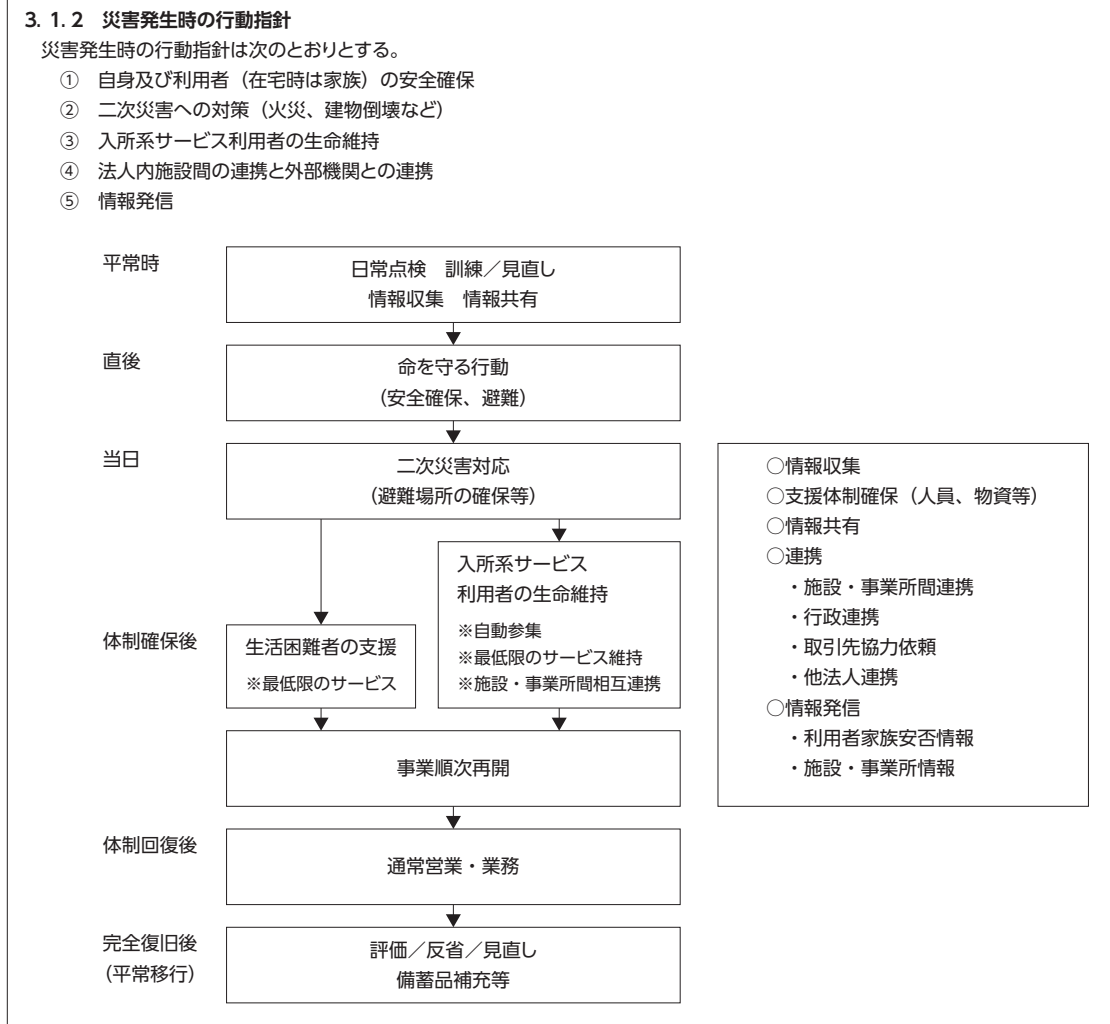 3. 1. 2　災害発生時の行動指針
災害発生時の行動指針は次のとおりとする。
①　自身及び利用者（在宅時は家族）の安全確保
②　二次災害への対策（火災、建物倒壊など）
③　入所系サービス利用者の生命維持
④　法人内施設間の連携と外部機関との連携
⑤　情報発信
平常時
日常点検　訓練／見直し
情報収集　情報共有
直後
命を守る行動
（安全確保、避難）
当日
二次災害対応
（避難場所の確保等）
入所系サービス
利用者の生命維持
※自動参集
※最低限のサービス維持
※施設・事業所間相互連携
体制確保後
生活困難者の支援
※最低限のサービス
事業順次再開
○情報収集
○支援体制確保（人員、物資等）
○情報共有
○連携
・施設・事業所間連携
・行政連携
・取引先協力依頼
・他法人連携
○情報発信
・利用者家族安否情報
・施設・事業所情報
体制回復後
通常営業・業務
完全復旧後
（平常移行）
評価／反省／見直し
備蓄品補充等